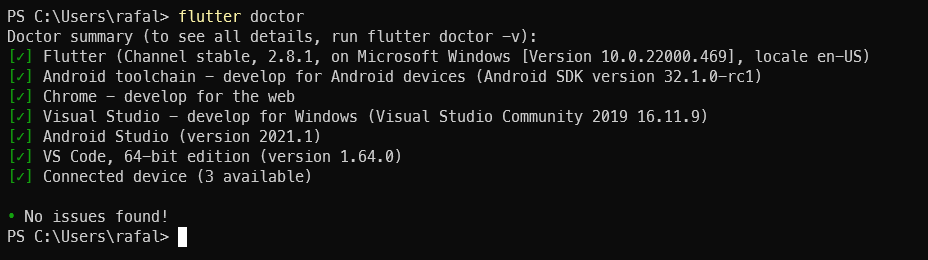 PS C:\Users\rafal> flutter doctor
Doctor summary (to see all details, run flutter doctor -v):
[✓] Flutter (Channel stable, 2.8.1, on Microsoft Windows [Version 10.0.22000.469], locale en-US)
[✓] Android toolchain - develop for Android devices (Android SDK version 32.1.0-rc1)
[✓] Chrome - develop for the web
[✓] Visual Studio - develop for Windows (Visual Studio Community 2019 16.11.9)
[✓] Android Studio (version 2021.1)
[✓] VS Code, 64-bit edition (version 1.64.0)
[✓] Connected device (3 available)
• No issues found!
PS C:\Users\rafal>